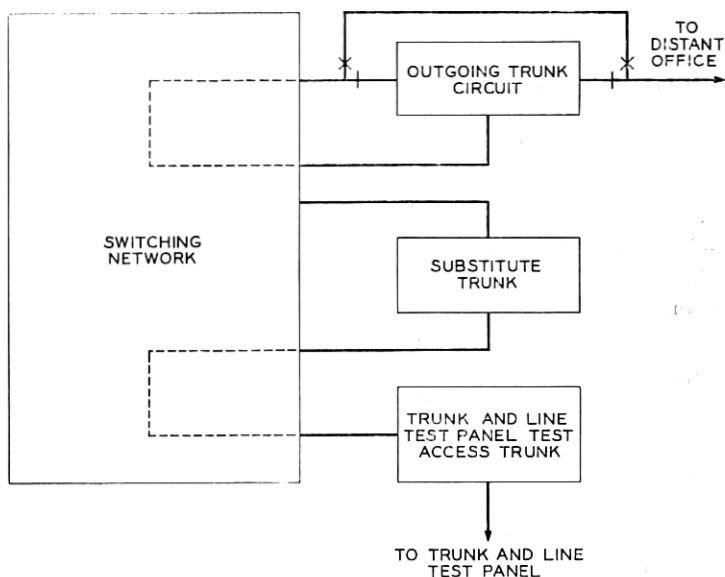 TO
DISTANT
OFFICE
OUTGOING TRUNK
CIRCUIT
SWITCHING
NETWORK
SUBSTITUTE
TRUNK
TRUNK AND LINE
TEST PANEL TEST
ACCESS TRUNK
TO TRUNK AND LINE
TEST PANEL